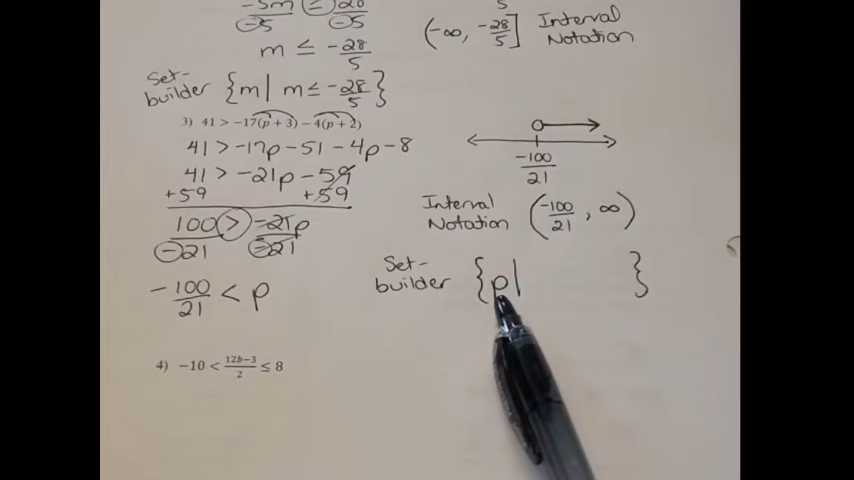 -5m ≤ 28
-5 -5
m ≤ -28/5
(-∞, -28/5] Interval Notation
Set-builder {m| m ≤ -28/5}
3) 41 > -17(p + 3) - 4(p + 2)
41 > -17p - 51 - 4p - 8
41 > -21p - 59
+59 +59
100 > -21p
-21 -21
-100/21 < p
-100/21
Interval Notation (-100/21, ∞)
Set-builder {p| }
4) -10 < 12b-3/2 ≤ 8